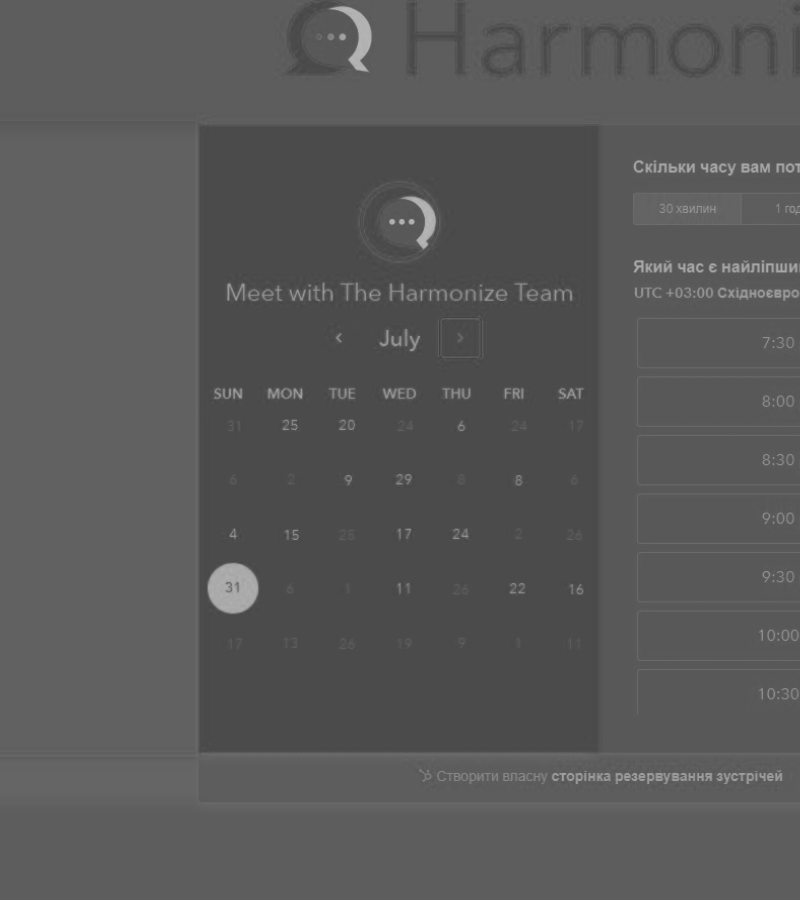 Harmoni
Meet with The Harmonize Team
July
SUN MON TUE WED THU FRI SAT
31 25 20 24 6 24 17
6 2 9 29 8 8 6
4 15 25 17 24 2 26
31 6 1 11 26 22 16
17 13 26 19 9 1 11
Скільки часу вам пот
30 хвилин 1 год
Який час є найліпши
UTC +03:00 Східноєвро
7:30
8:00
8:30
9:00
9:30
10:00
10:30
Створити власну сторінка резервування зустрічей